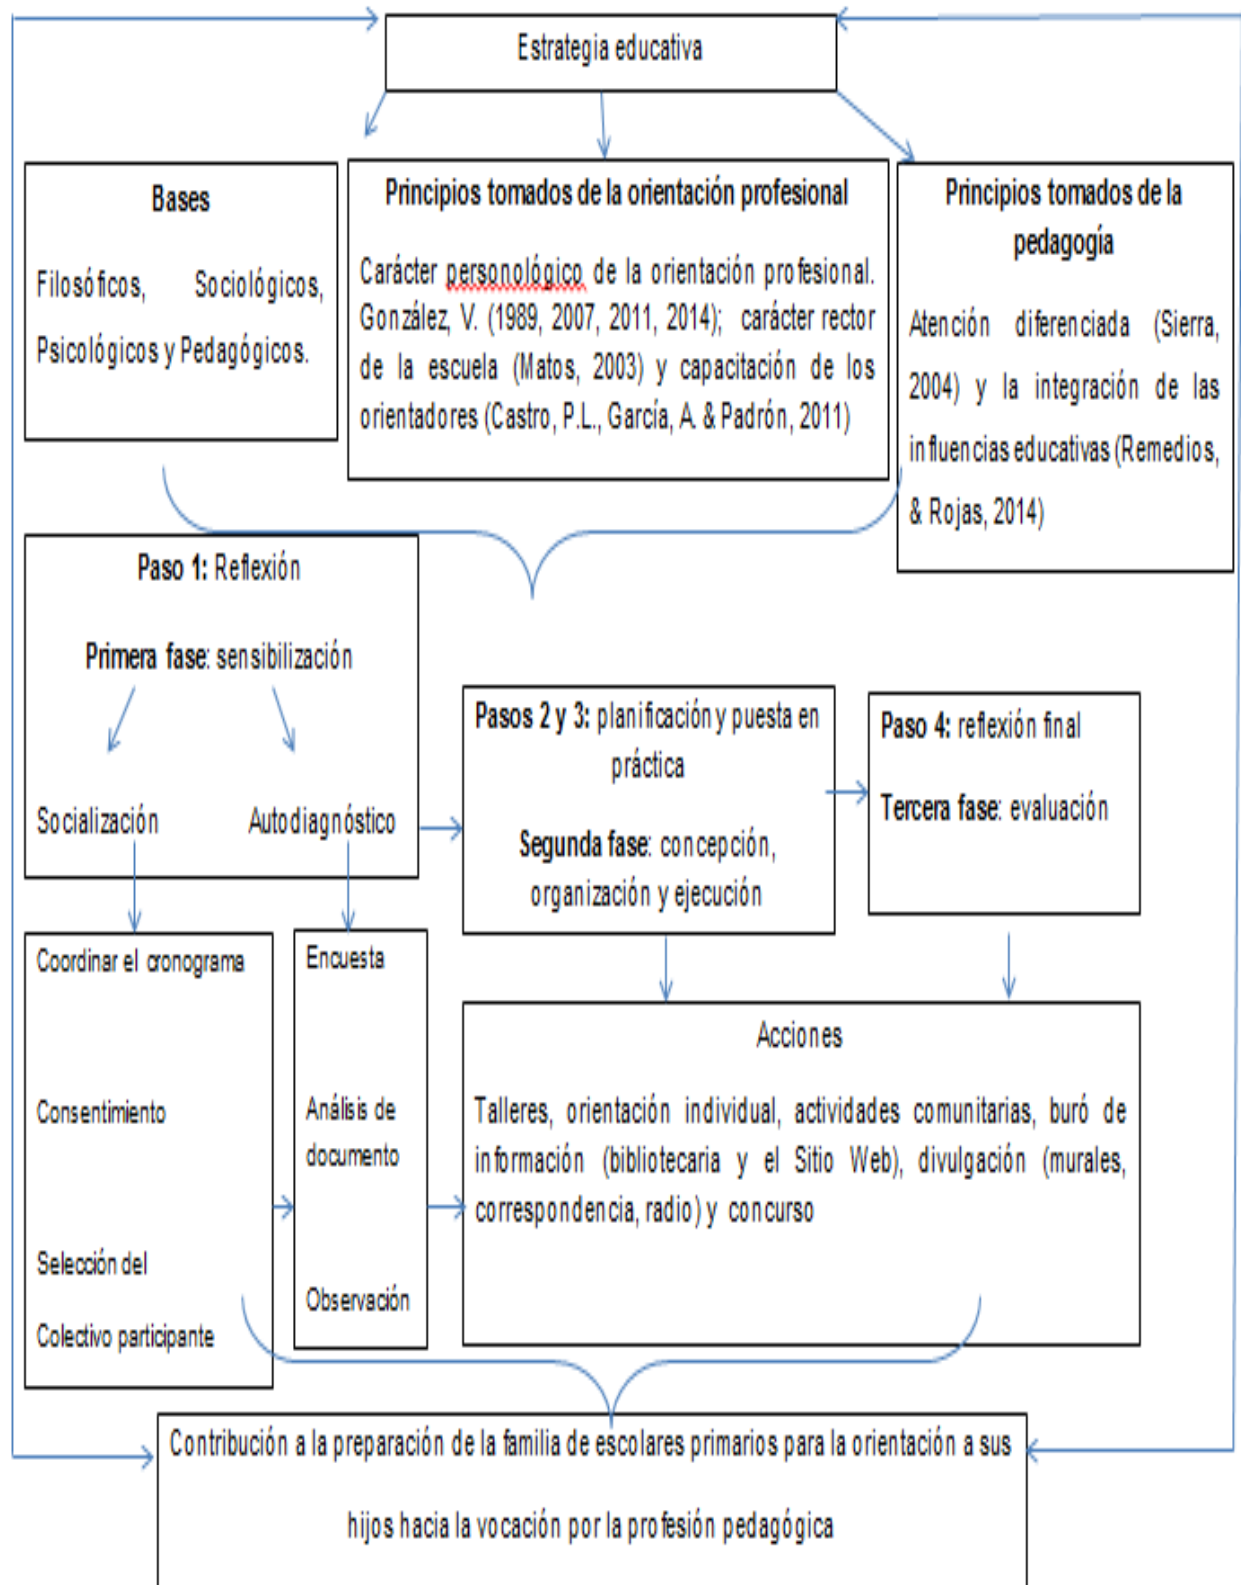 Estrategia educativa
Bases
Filosóficos, Sociológicos,
Psicológicos y Pedagógicos.
Principios tomados de la orientación profesional
Carácter personológico de la orientación profesional.
González, V. (1989, 2007, 2011, 2014); carácter rector
de la escuela (Matos, 2003) y capacitación de los
orientadores (Castro, P.L., García, A. & Padrón, 2011)
Principios tomados de la
pedagogía
Atención diferenciada (Sierra,
2004) y la integración de las
influencias educativas (Remedios,
& Rojas, 2014)
Paso 1: Reflexión
Primera fase: sensibilización
Socialización Autodiagnóstico
Pasos 2 y 3: planificación y puesta en
práctica
Segunda fase: concepción,
organización y ejecución
Paso 4: reflexión final
Tercera fase: evaluación
Coordinar el cronograma
Consentimiento
Selección del
Colectivo participante
Encuesta
Análisis de
documento
Observación
Acciones
Talleres, orientación individual, actividades comunitarias, buró de
información (bibliotecaria y el Sitio Web), divulgación (murales,
correspondencia, radio) y concurso
Contribución a la preparación de la familia de escolares primarios para la orientación a sus
hijos hacia la vocación por la profesión pedagógica